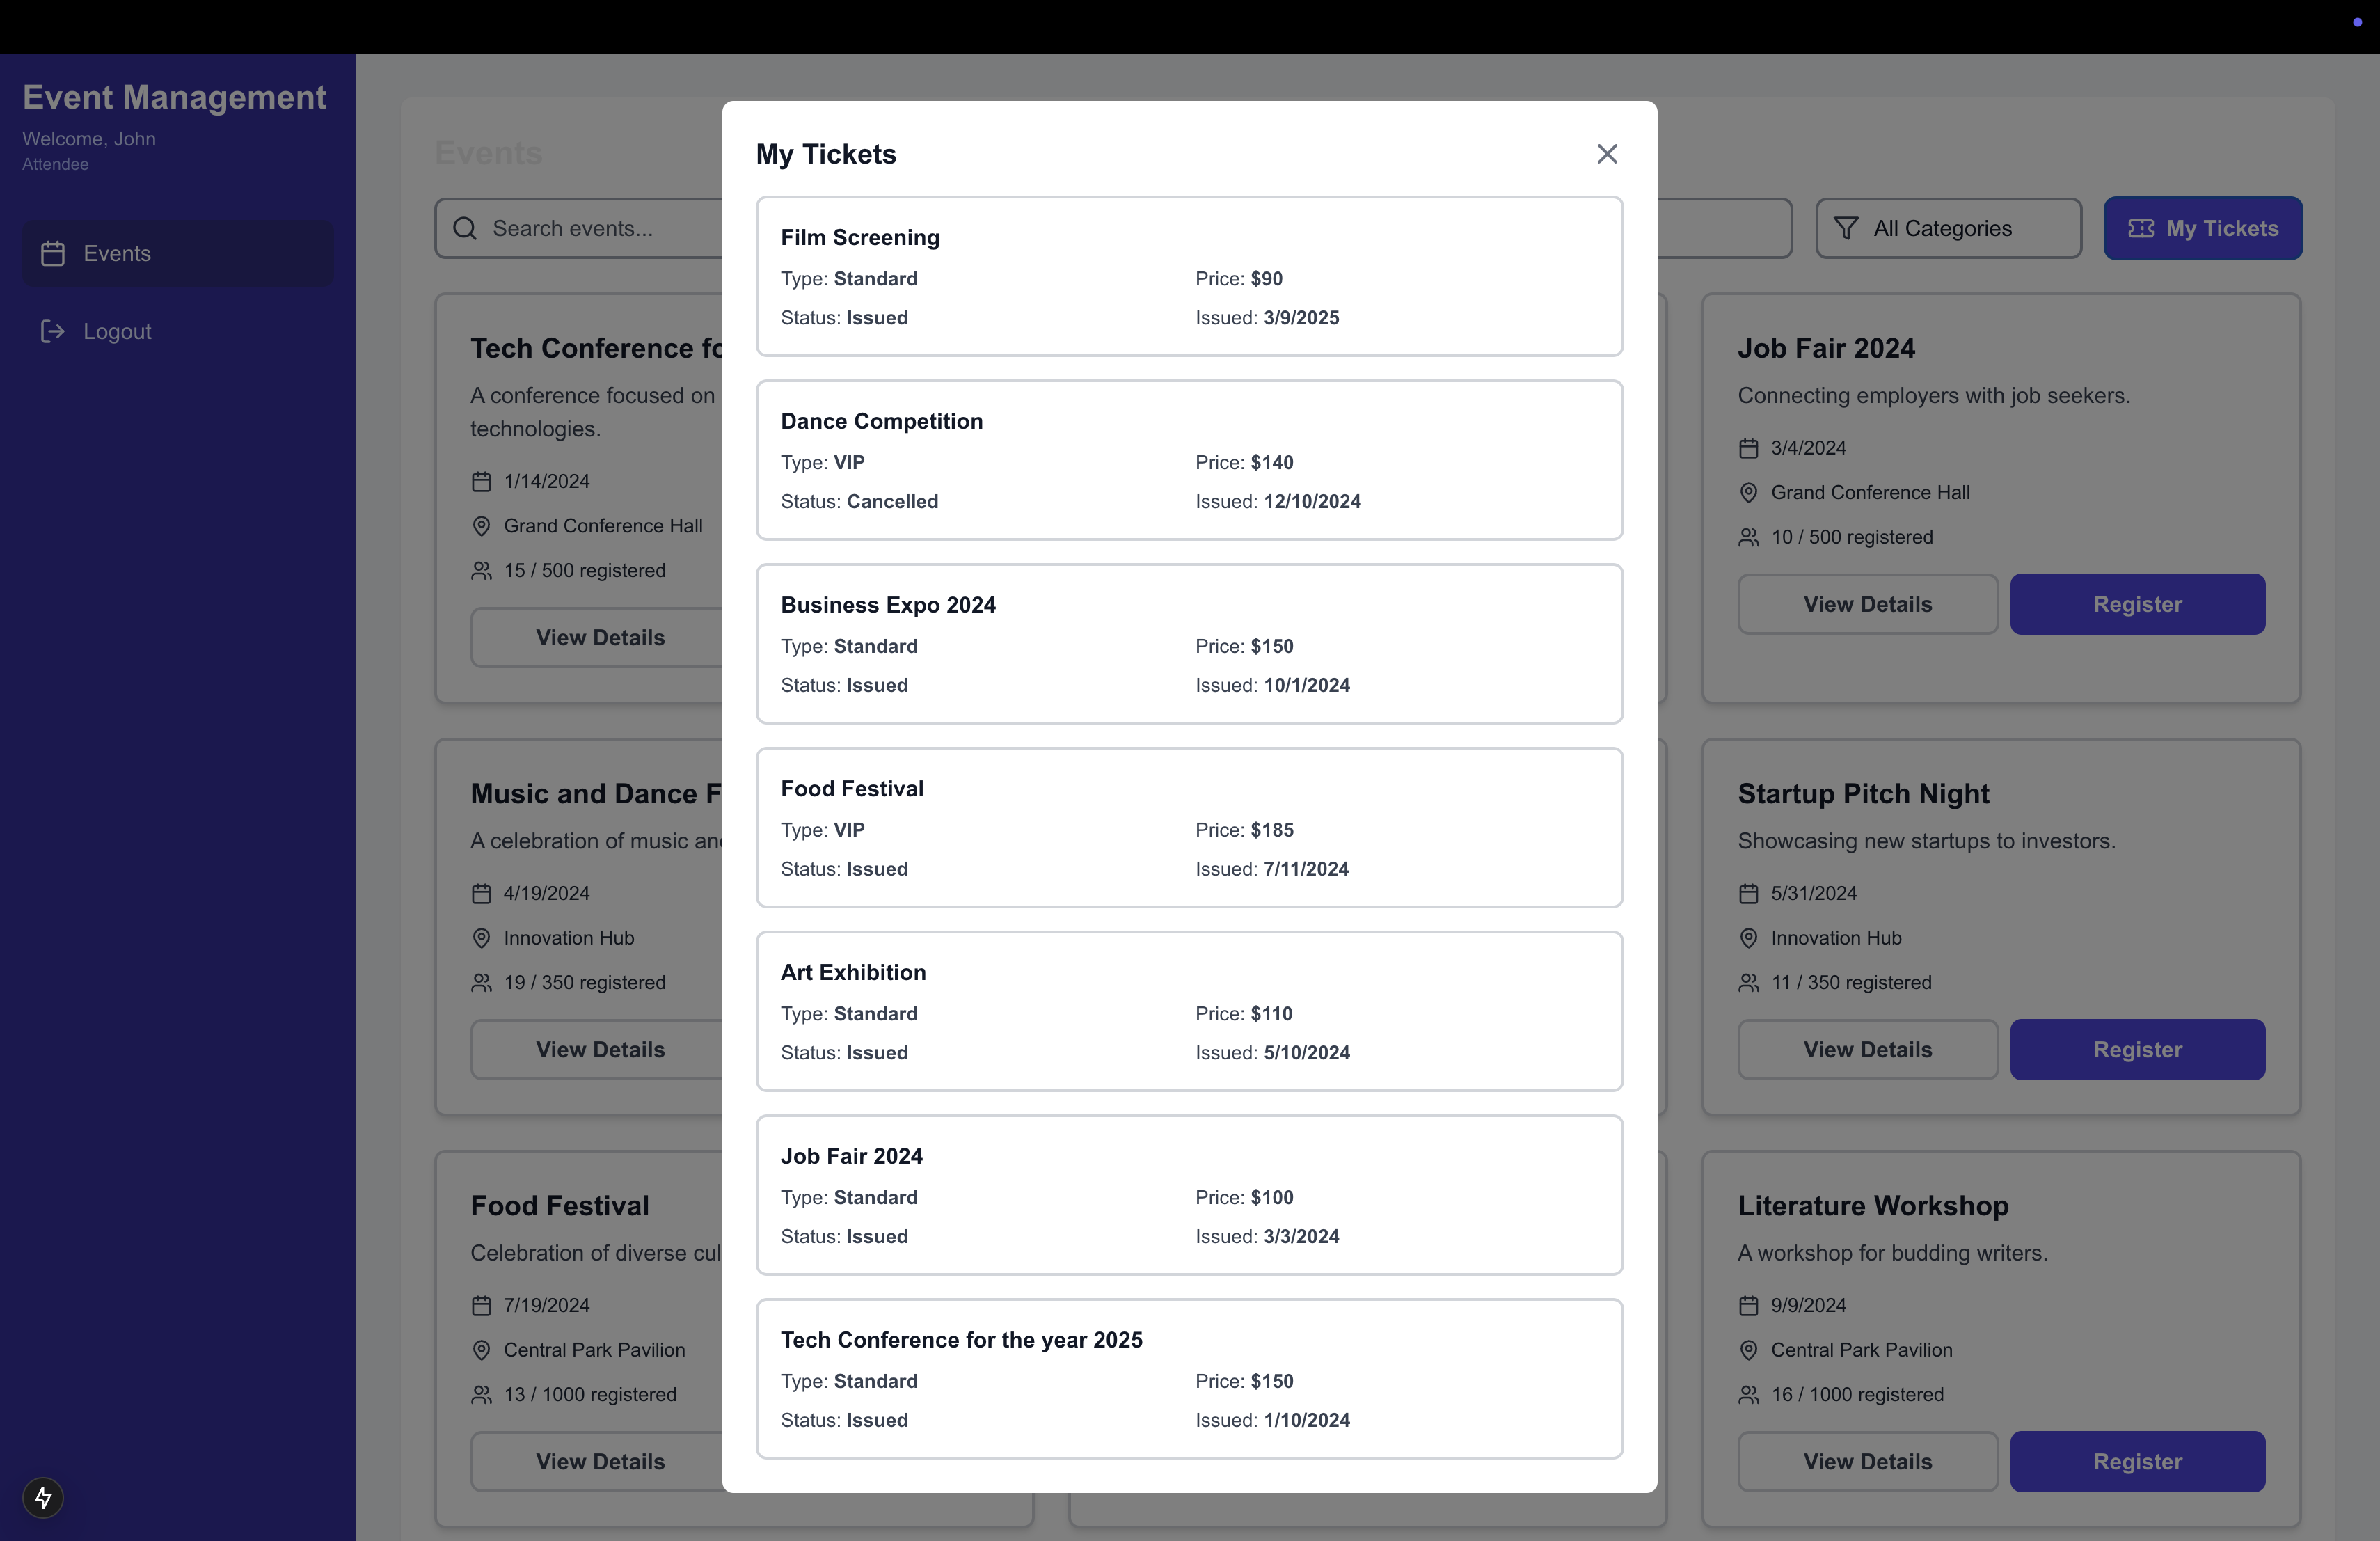 Event Management
Welcome, John
Attendee
Events
Logout
Events
Search events...
All Categories
My Tickets
Tech Conference
A conference focused on
technologies.
1/14/2024
Grand Conference Hall
15 / 500 registered
View Details
Job Fair 2024
Connecting employers with job seekers.
3/4/2024
Grand Conference Hall
10 / 500 registered
View Details
Register
Music and Dance
A celebration of music
4/19/2024
Innovation Hub
19 / 350 registered
View Details
Startup Pitch Night
Showcasing new startups to investors.
5/31/2024
Innovation Hub
11 / 350 registered
View Details
Register
Food Festival
Celebration of diverse
7/19/2024
Central Park Pavilion
13 / 1000 registered
View Details
Literature Workshop
A workshop for budding writers.
9/9/2024
Central Park Pavilion
16 / 1000 registered
View Details
Register
My Tickets
Film Screening
Type: Standard
Price: $90
Status: Issued
Issued: 3/9/2025
Dance Competition
Type: VIP
Price: $140
Status: Cancelled
Issued: 12/10/2024
Business Expo 2024
Type: Standard
Price: $150
Status: Issued
Issued: 10/1/2024
Food Festival
Type: VIP
Price: $185
Status: Issued
Issued: 7/11/2024
Art Exhibition
Type: Standard
Price: $110
Status: Issued
Issued: 5/10/2024
Job Fair 2024
Type: Standard
Price: $100
Status: Issued
Issued: 3/3/2024
Tech Conference for the year 2025
Type: Standard
Price: $150
Status: Issued
Issued: 1/10/2024